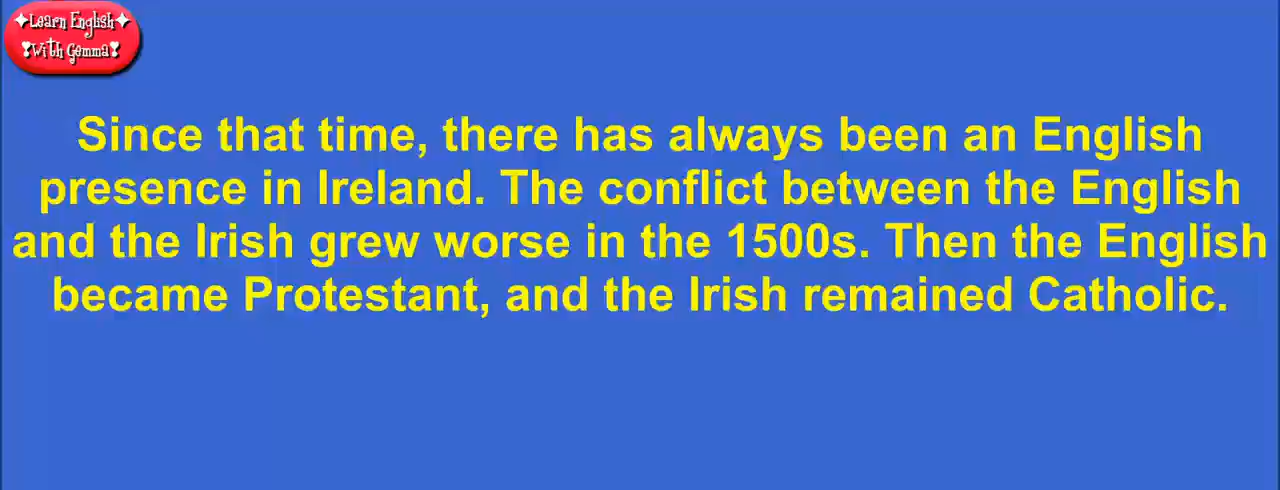 ✦Learn English✦
❣With Gemma❣
Since that time, there has always been an English
presence in Ireland. The conflict between the English
and the Irish grew worse in the 1500s. Then the English
became Protestant, and the Irish remained Catholic.